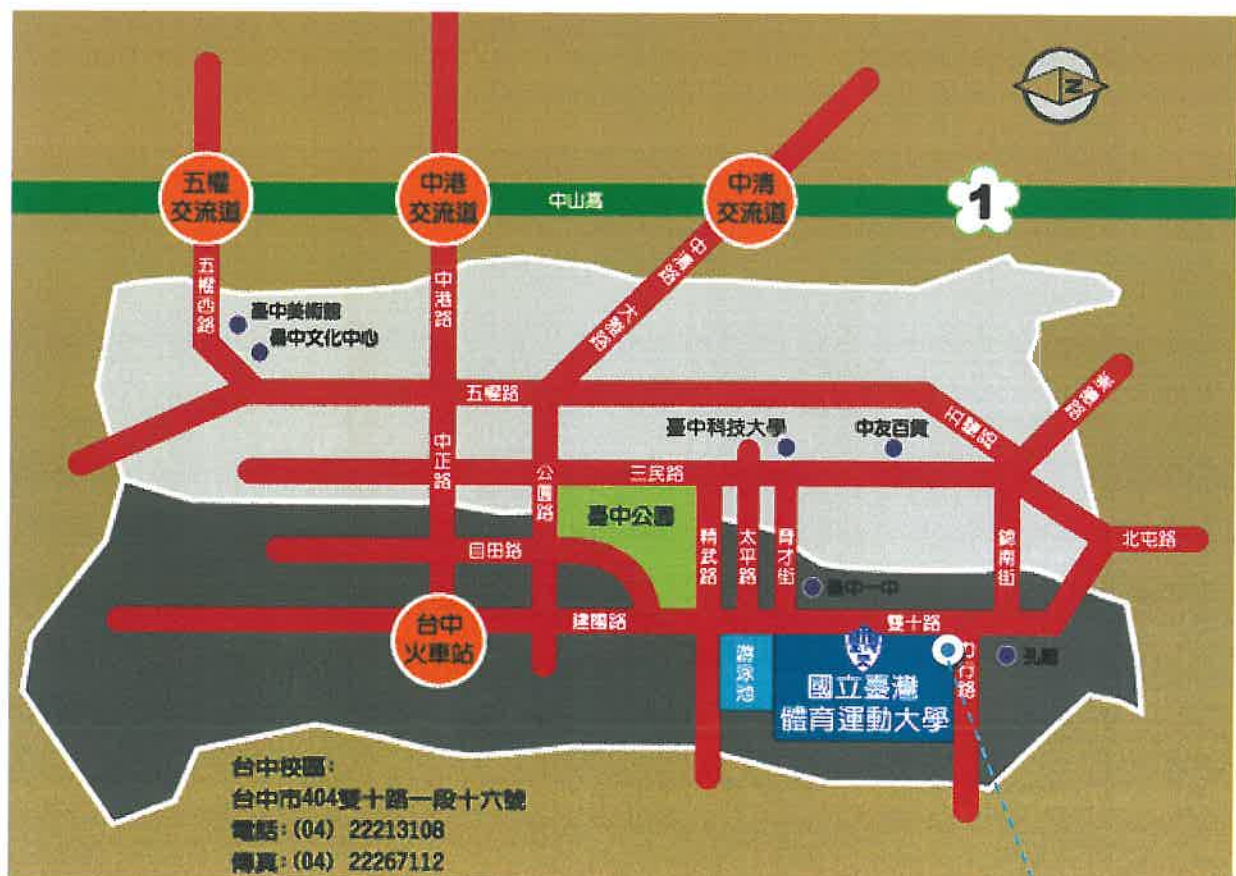 N
五權
交流道
中港
交流道
中清
交流道
中山高
1
五權西路
中港路
中清路
大雅路
臺中美術館
臺中文化中心
五權路
五權路
崇德路
臺中科技大學
中友百貨
中正路
公園路
三民路
臺中公園
精武路
太平路
育才街
錦南街
北屯路
自由路
臺中一中
台中
火車站
建國路
雙十路
游泳池
國立臺灣
體育運動大學
力行路
孔廟
台中校區:
台中市404雙十路一段十六號
電話:(04) 22213108
傳真:(04) 22267112